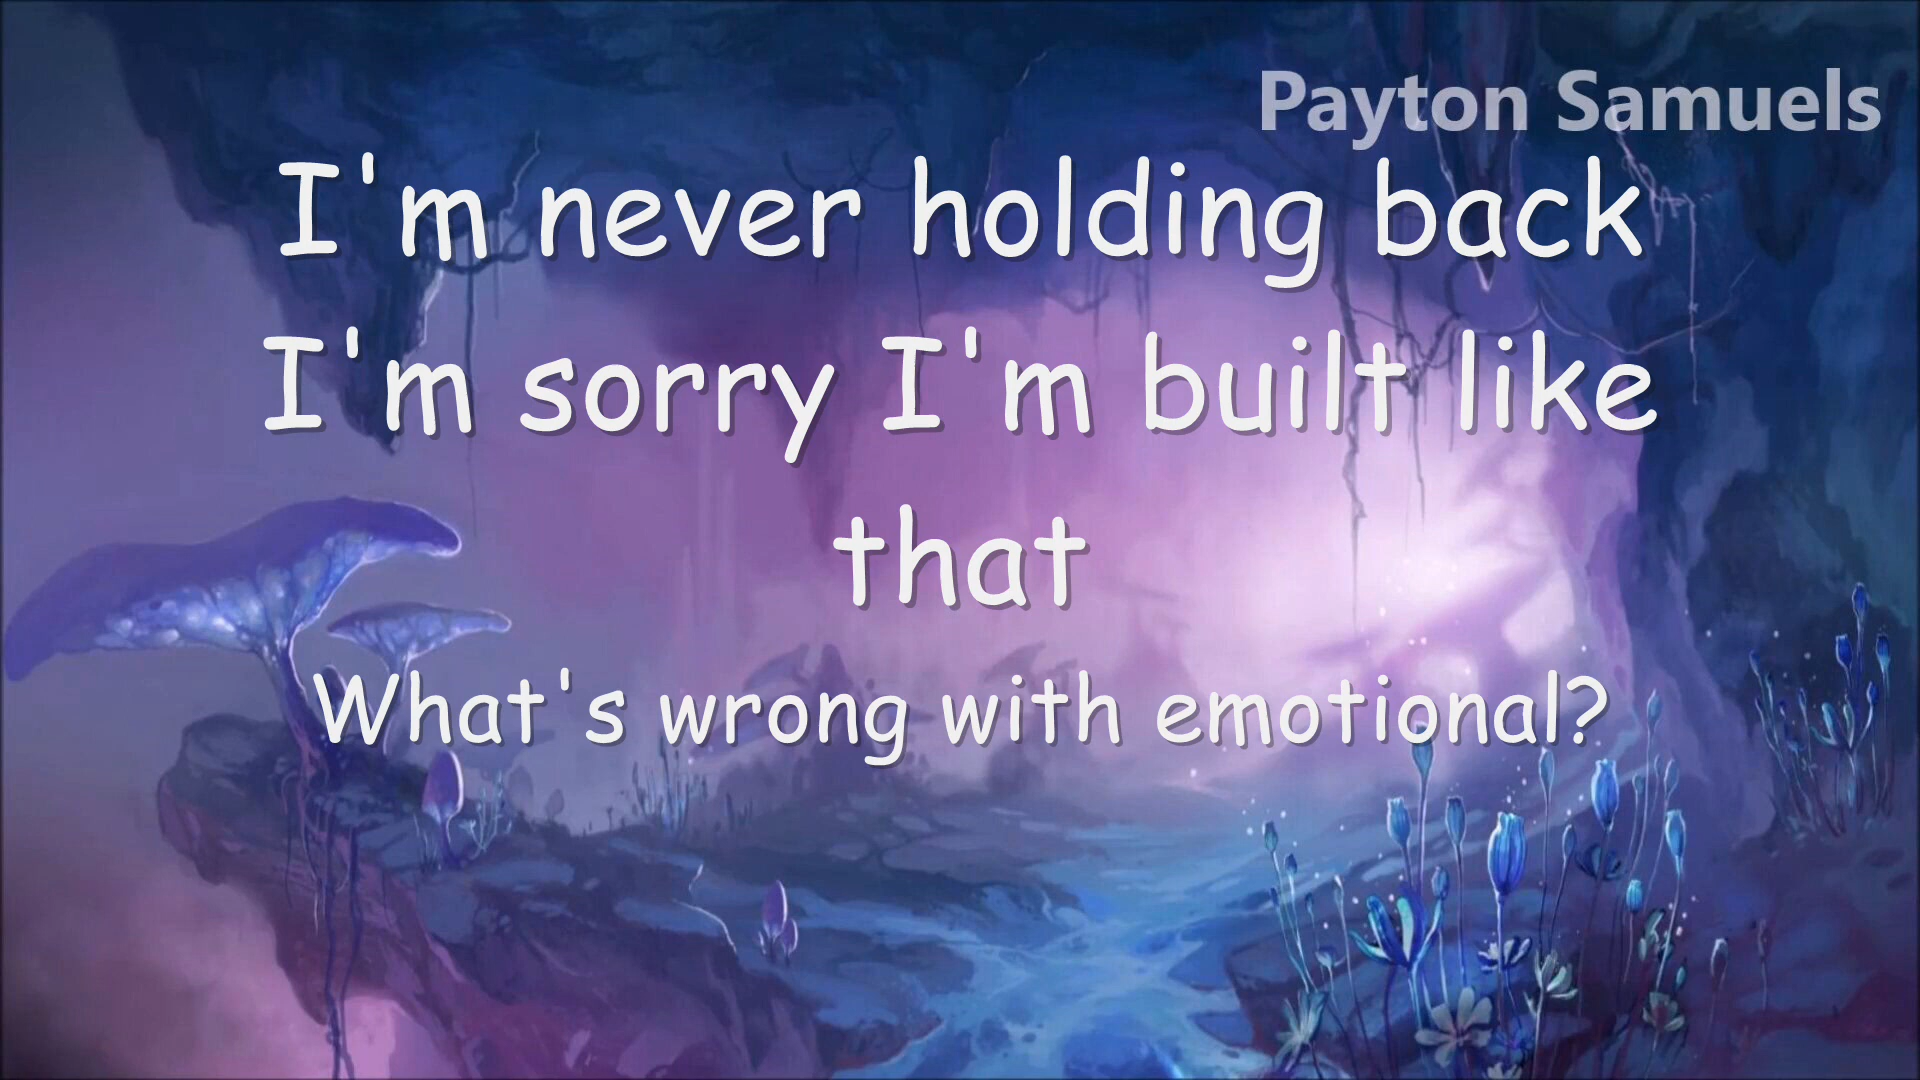 Payton Samuels
I'm never holding back
I'm sorry I'm built like
that
What's wrong with emotional?